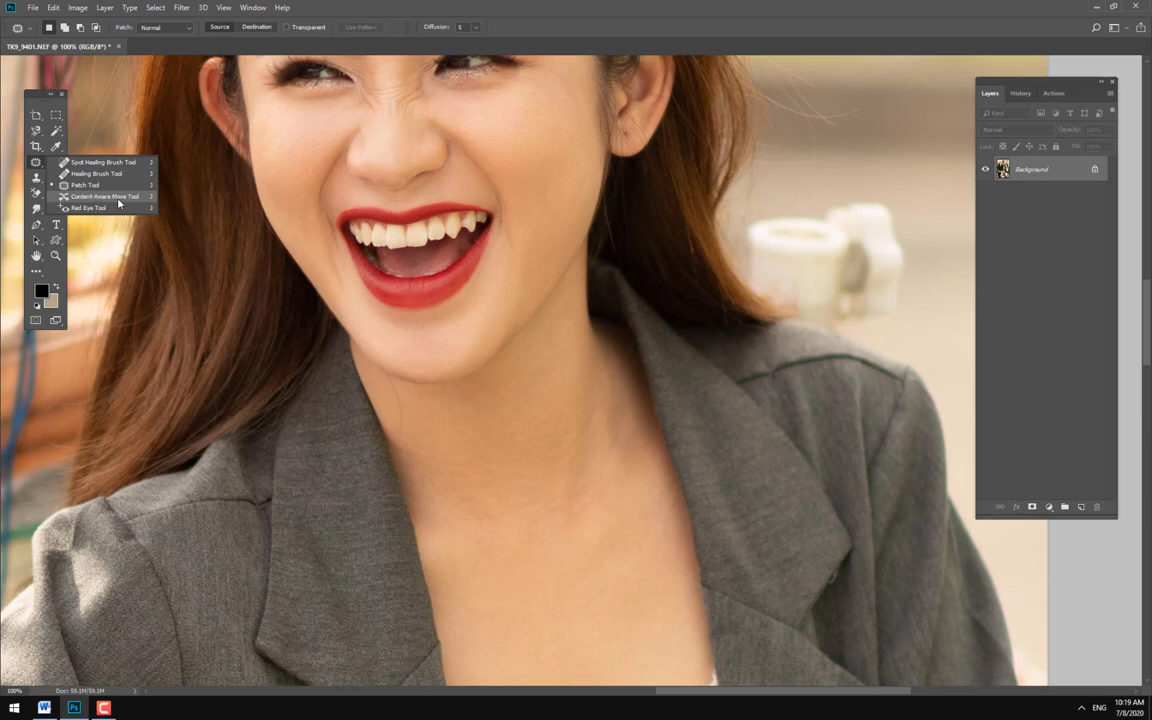 Ps File Edit Image Layer Type Select Filter 3D View Window Help
Patch: Normal Source Destination Transparent Use Pattern Diffusion: 5
TK9_9401.NEF @ 100% (RGB/8*) * ×
Layers History Actions
Kind
Normal Opacity: 100%
Lock: Fill: 100%
Background
Spot Healing Brush Tool J
Healing Brush Tool J
Patch Tool J
Content-Aware Move Tool J
Red Eye Tool J
T
100% Doc: 59.1M/59.1M
W Ps C ENG
10:19 AM
7/8/2020